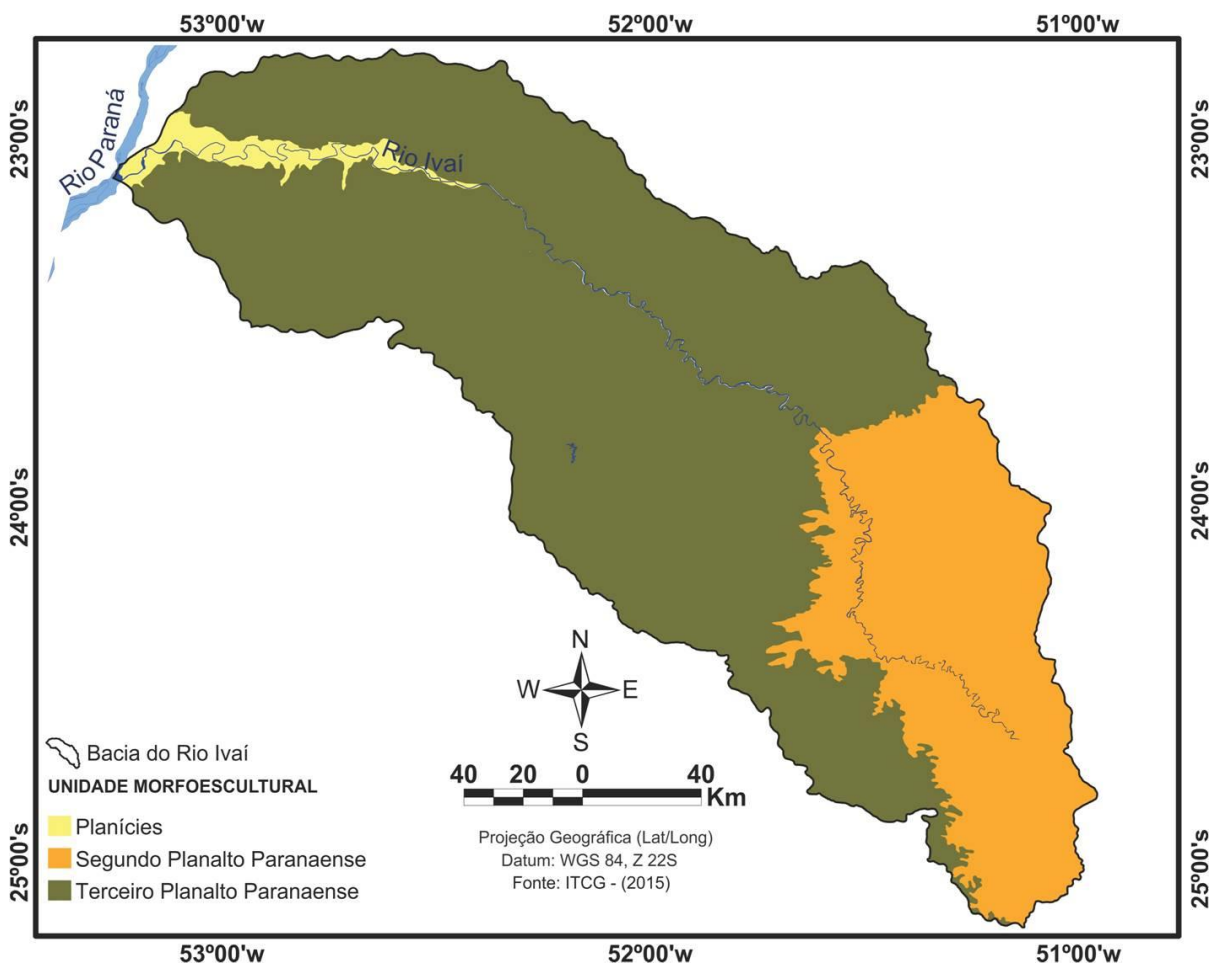 53º00'w 52º00'w 51º00'w
23º00's
23º00's
Rio Paraná
Rio Ivaí
24º00's
24º00's
N
W E
S
Bacia do Rio Ivaí
UNIDADE MORFOESCULTURAL
Planícies
Segundo Planalto Paranaense
Terceiro Planalto Paranaense
40 20 0 40
Km
Projeção Geográfica (Lat/Long)
Datum: WGS 84, Z 22S
Fonte: ITCG - (2015)
25º00's
25º00's
53º00'w 52º00'w 51º00'w